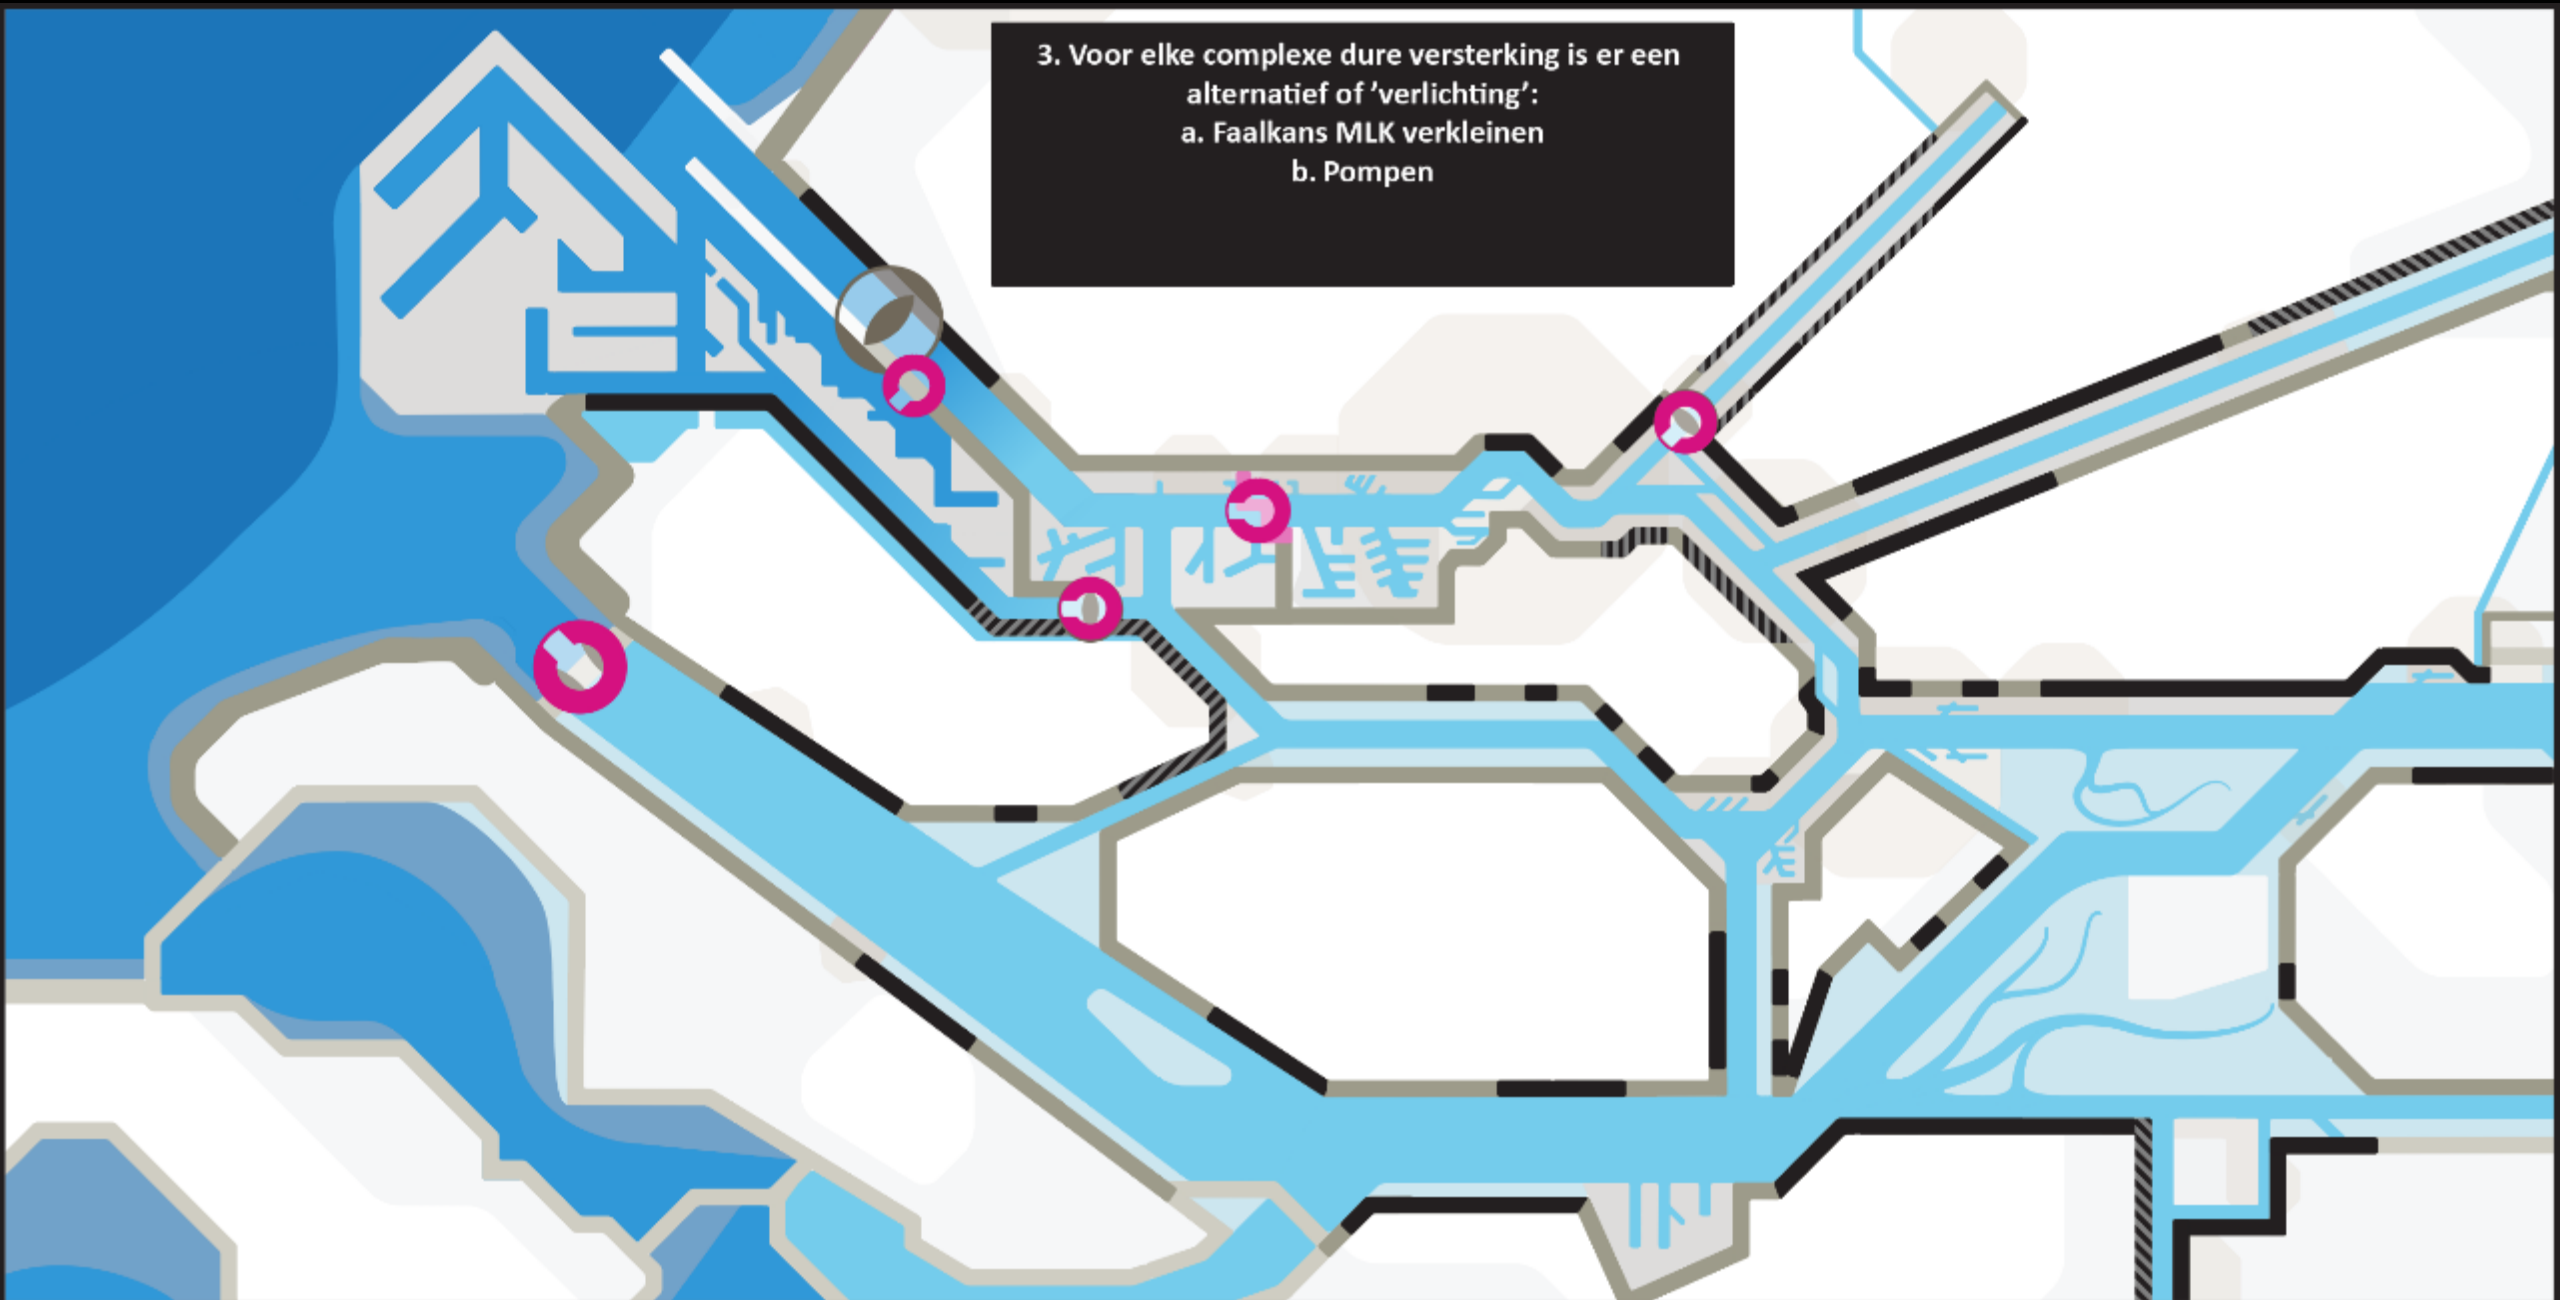 3. Voor elke complexe dure versterking is er een
alternatief of ’verlichting’:
a. Faalkans MLK verkleinen
b. Pompen